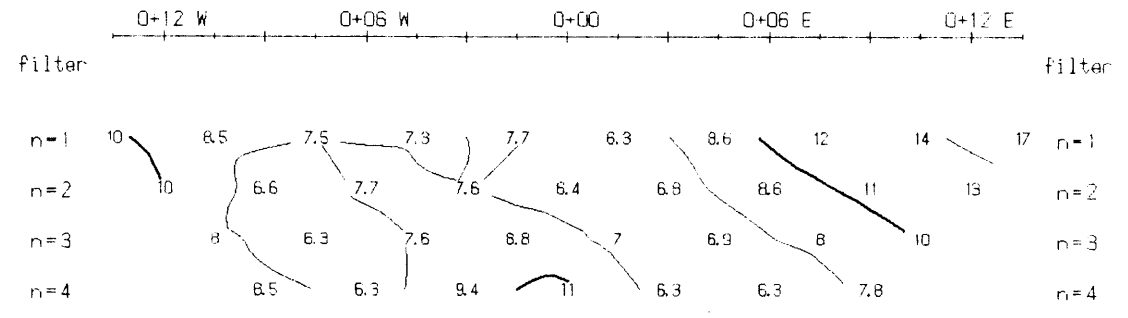 0+12 W 0+06 W 0+00 0+06 E 0+12 E
filter filter
n=1 10 8.5 7.5 7.3 7.7 6.3 8.6 12 14 17 n=1
n=2 10 6.6 7.7 7.6 6.4 6.8 8.6 11 13 n=2
n=3 8 6.3 7.6 8.8 7 6.9 8 10 n=3
n=4 8.5 6.3 9.4 11 6.3 6.3 7.8 n=4